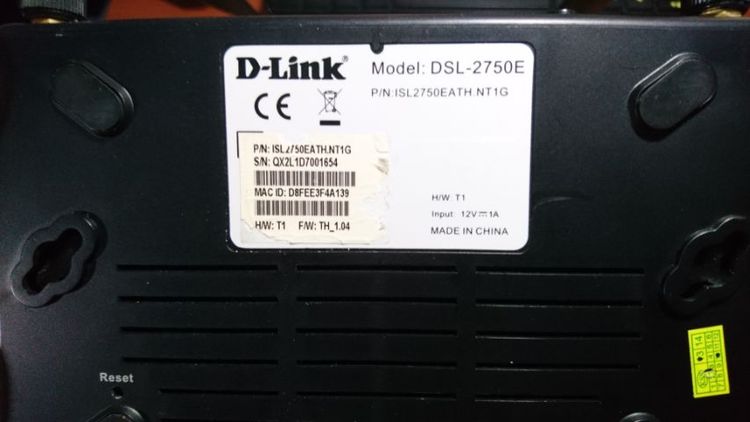 D-Link
Model: DSL-2750E
P/N:ISL2750EATH.NT1G
CE
P/N: ISL2750EATH.NT1G
S/N: QX2L1D7001654
MAC ID: D8FEE3F4A139
H/W: T1 F/W: TH_1.04
H/W: T1
Input: 12V⎓1A
MADE IN CHINA
Reset